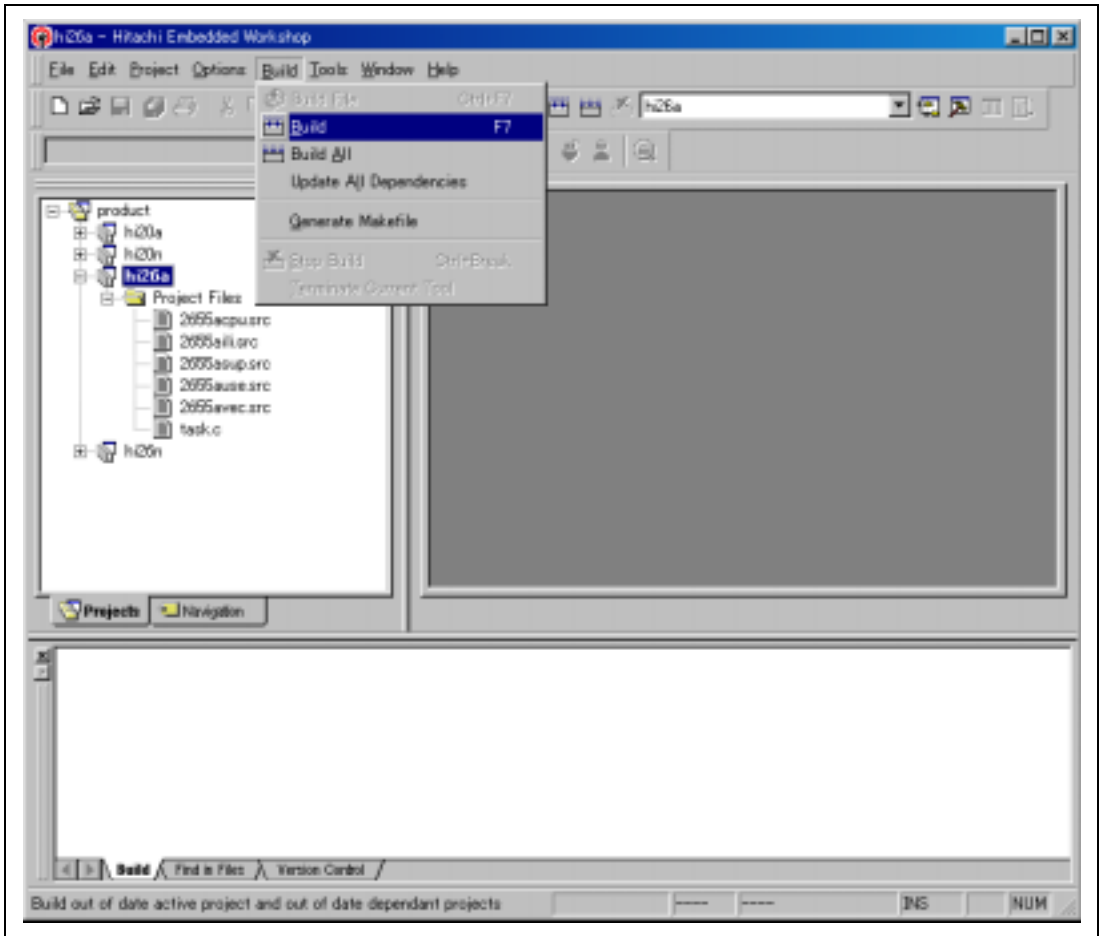 hi26a - Hitachi Embedded Workshop
File Edit Project Options Build Tools Window Help
Build File Ctrl+F7
hi26a
Build F7
Build All
Update All Dependencies
Generate Makefile
Stop Build Ctrl+Break
Terminate Current Tool
product
hi20a
hi20n
hi26a
Project Files
2655acpu.src
2655aili.src
2655asup.src
2655ause.src
2655avec.src
task.c
hi26n
Projects Navigation
Build Find in Files Version Control
Build out of date active project and out of date dependant projects ---- ---- INS NUM